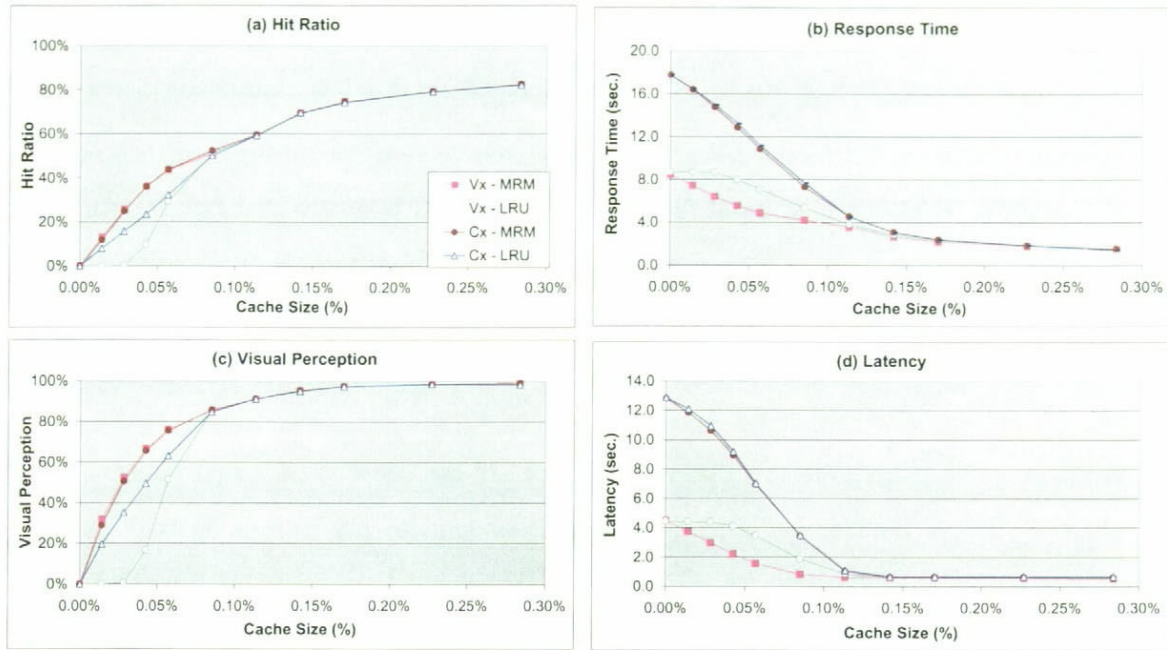 (a) Hit Ratio
100%
80%
60%
40%
20%
0%
Hit Ratio
Vx - MRM
Vx - LRU
Cx - MRM
Cx - LRU
0.00% 0.05% 0.10% 0.15% 0.20% 0.25% 0.30%
Cache Size (%)
(b) Response Time
20.0
16.0
12.0
8.0
4.0
0.0
Response Time (sec.)
0.00% 0.05% 0.10% 0.15% 0.20% 0.25% 0.30%
Cache Size (%)
(c) Visual Perception
100%
80%
60%
40%
20%
0%
Visual Perception
0.00% 0.05% 0.10% 0.15% 0.20% 0.25% 0.30%
Cache Size (%)
(d) Latency
14.0
12.0
10.0
8.0
6.0
4.0
2.0
0.0
Latency (sec.)
0.00% 0.05% 0.10% 0.15% 0.20% 0.25% 0.30%
Cache Size (%)